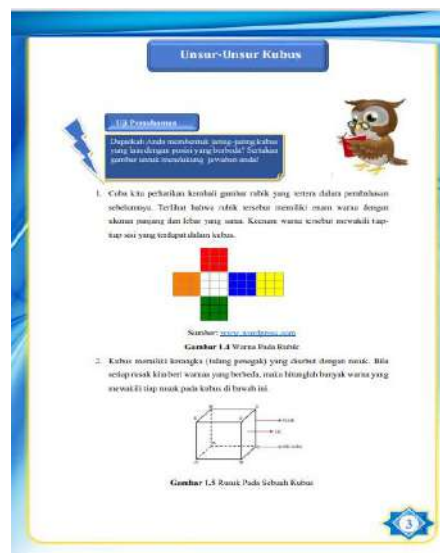 Unsur-Unsur Kubus
Uji Pemahaman
Dapatkah Anda membentuk jaring-jaring kubus
yang lain dengan posisi yang berbeda? Sertakan
gambar untuk mendukung jawaban anda!
1. Coba kita perhatikan kembali gambar rubik yang tertera dalam pembahasan
sebelumnya. Terlihat bahwa rubik tersebut memiliki enam warna dengan
ukuran panjang dan lebar yang sama. Keenam warna tersebut mewakili tiap-
tiap sisi yang terdapat dalam kubus.
Sumber: www.wordpress.com
Gambar 1.4 Warna Pada Rubic
2. Kubus memiliki kerangka (tulang penegak) yang disebut dengan rusuk. Bila
setiap rusuk kita beri warna yang berbeda, maka hitunglah banyak warna yang
mewakili tiap rusuk pada kubus di bawah ini.
Gambar 1.5 Rusuk Pada Sebuah Kubus
3